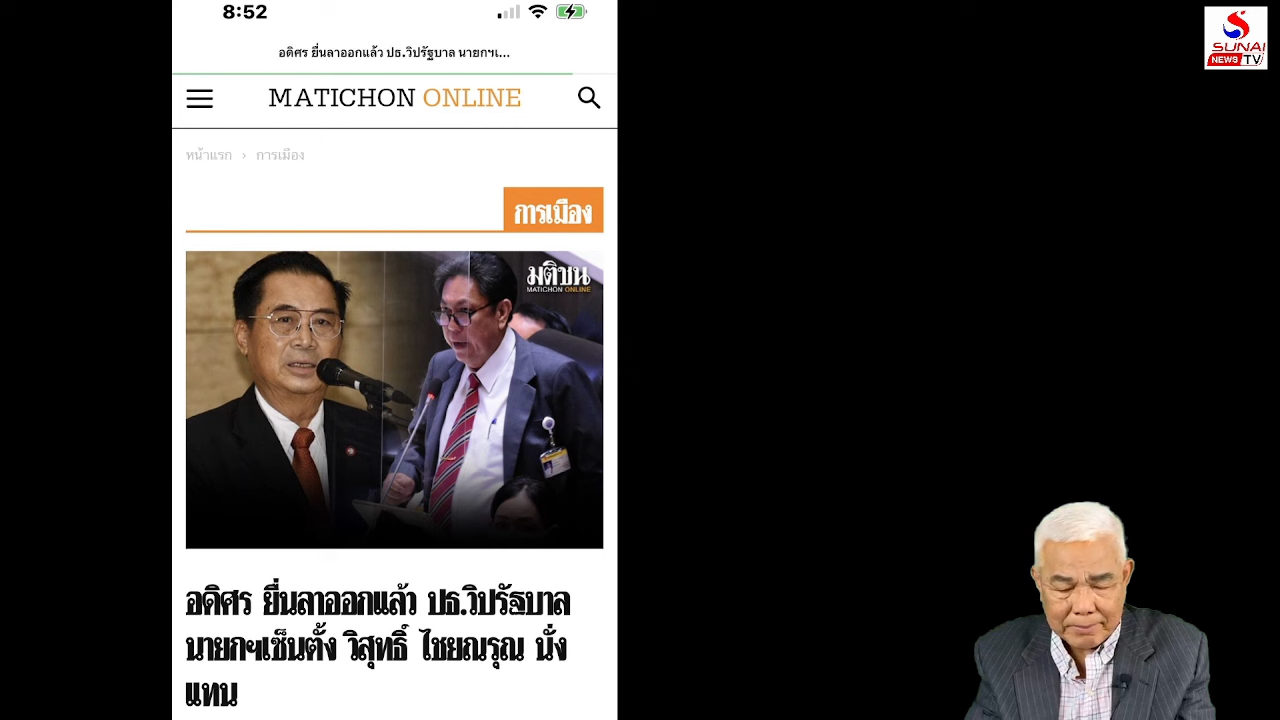 8:52
อดิศร ยื่นลาออกแล้ว ปธ.วิปรัฐบาล นายกฯเ...
MATICHON ONLINE
หน้าแรก › การเมือง
การเมือง
มติชน
MATICHON ONLINE
อดิศร ยื่นลาออกแล้ว ปธ.วิปรัฐบาล
นายกฯเซ็นตั้ง วิสุทธิ์ ไชยณรุณ นั่ง
แทน
SUNAI
NEWS TV